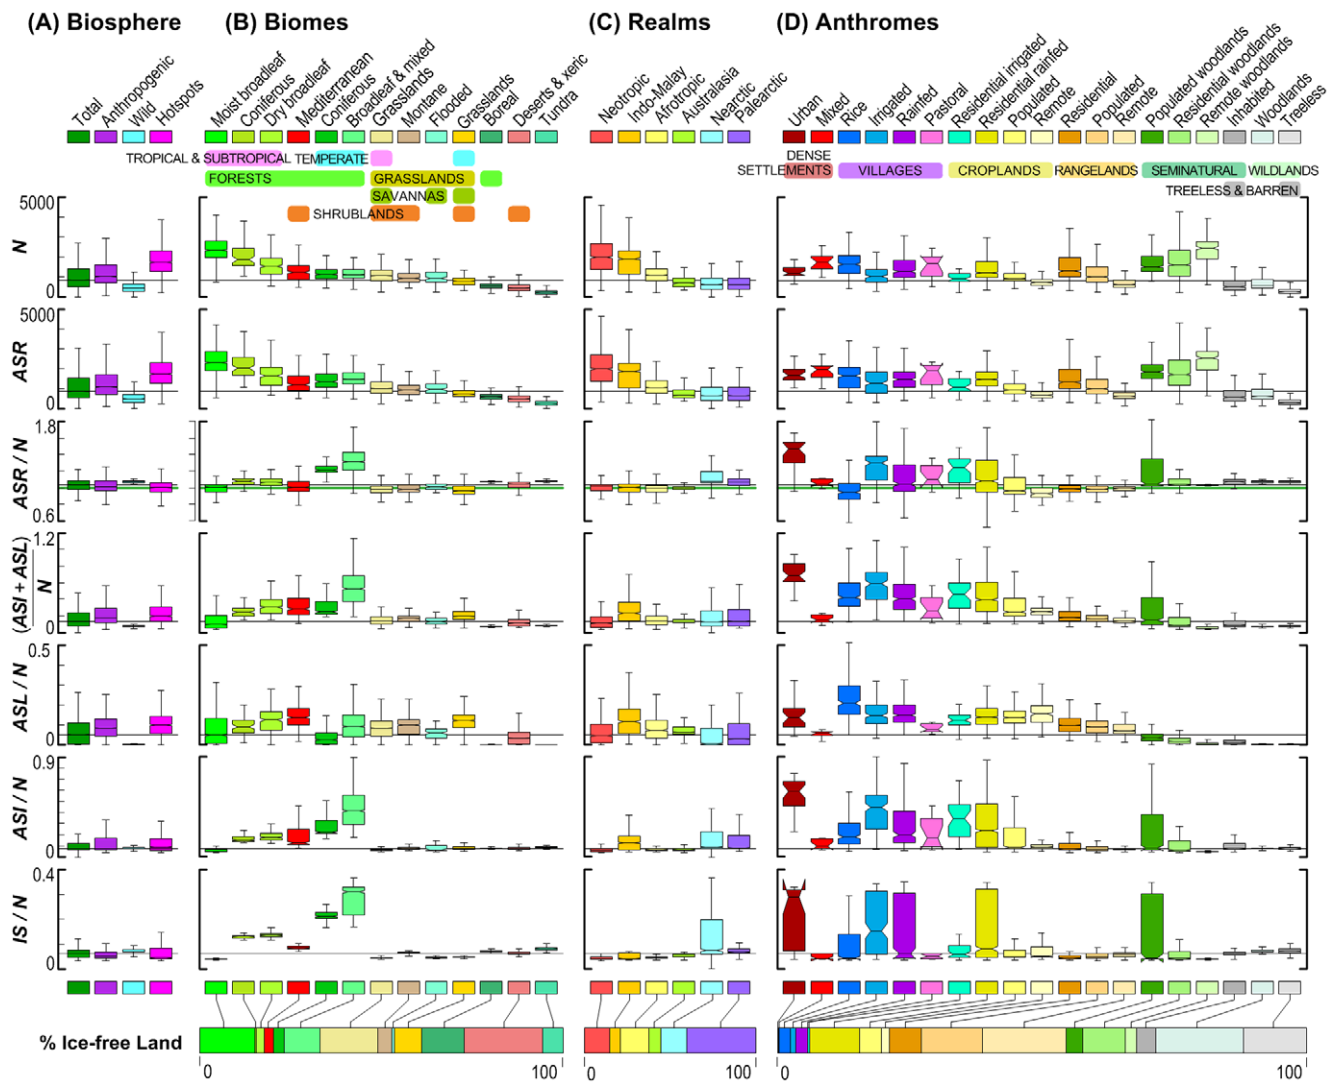 (A) Biosphere (B) Biomes (C) Realms (D) Anthromes
Total Anthropogenic Wild Hotspots
Moist broadleaf Coniferous Dry broadleaf Mediterranean Coniferous Broadleaf & mixed Grasslands Montane Flooded Grasslands Boreal Deserts & xeric Tundra
Neotropic Indo-Malay Afrotropic Australasia Nearctic Palearctic
Urban Mixed Rice Irrigated Rainfed Pastoral Residential irrigated Residential rainfed Populated Remote Residential Populated Remote Populated woodlands Residential woodlands Remote woodlands Inhabited Woodlands Treeless
TROPICAL & SUBTROPICAL TEMPERATE
FORESTS GRASSLANDS
SAVANNAS
SHRUBLANDS
DENSE
SETTLEMENTS VILLAGES CROPLANDS RANGELANDS SEMINATURAL WILDLANDS
TREELESS & BARREN
5000
N
0
5000
ASR
0
1.8
ASR / N
0.6
1.2
(ASI + ASL)
N
0
0.5
ASL / N
0
0.9
ASI / N
0
0.4
IS / N
0
% Ice-free Land
0 100 0 100 0 100